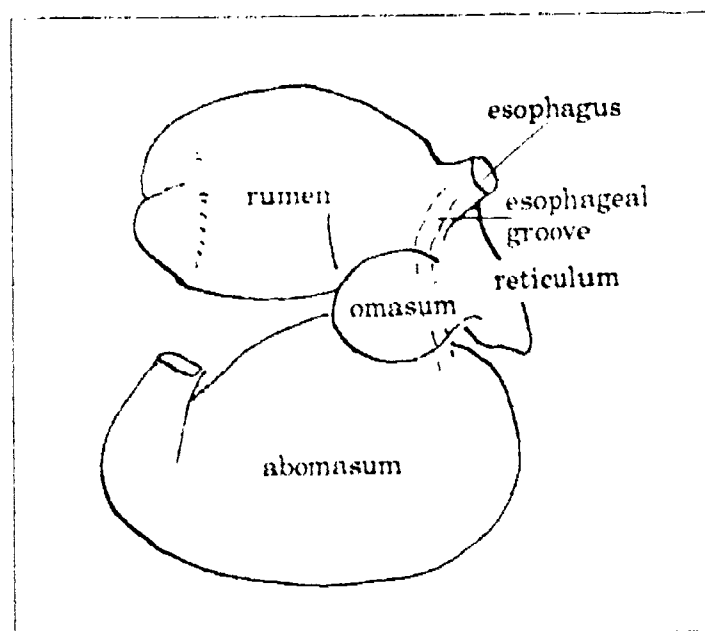 esophagus
rumen
esophageal
groove
reticulum
omasum
abomasum